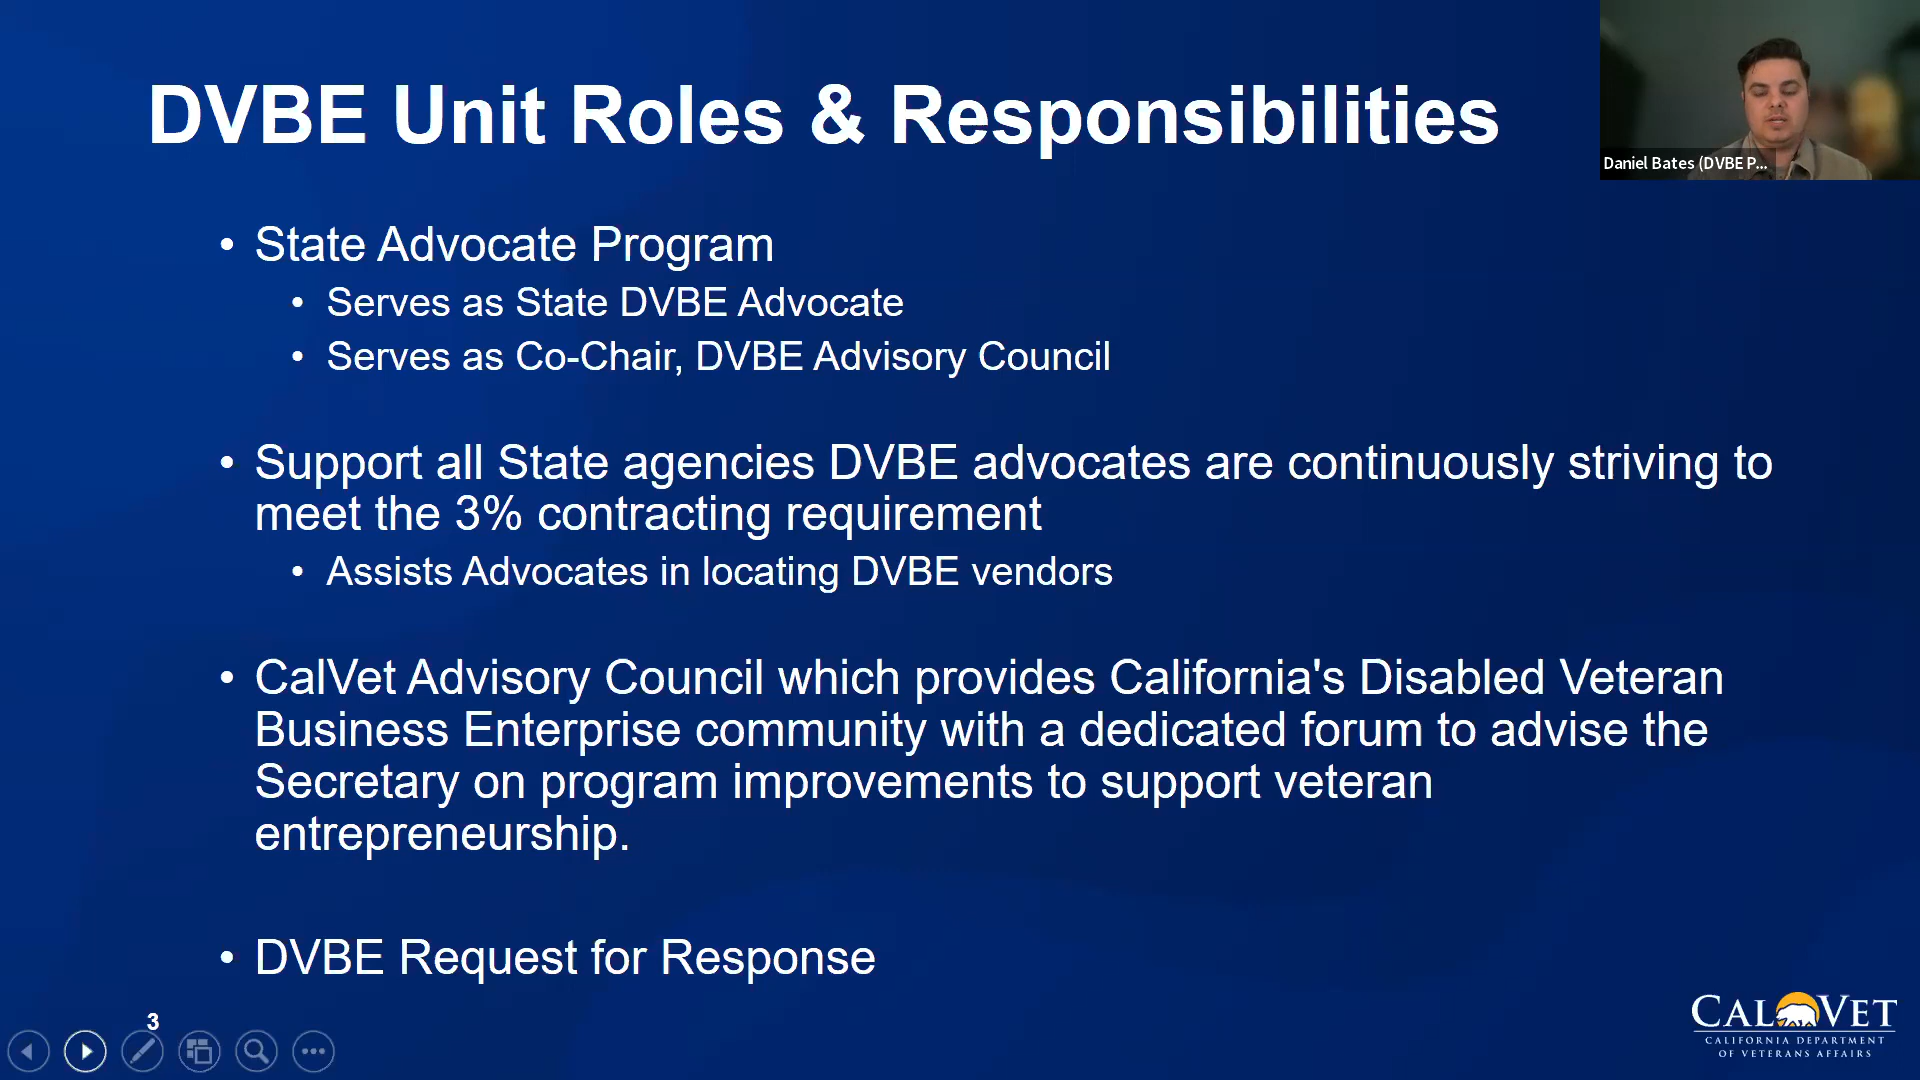 DVBE Unit Roles & Responsibilities
Daniel Bates (DVBE P...
• State Advocate Program
• Serves as State DVBE Advocate
• Serves as Co-Chair, DVBE Advisory Council
• Support all State agencies DVBE advocates are continuously striving to
meet the 3% contracting requirement
• Assists Advocates in locating DVBE vendors
• CalVet Advisory Council which provides California's Disabled Veteran
Business Enterprise community with a dedicated forum to advise the
Secretary on program improvements to support veteran
entrepreneurship.
• DVBE Request for Response
3
CALVET
CALIFORNIA DEPARTMENT
OF VETERANS AFFAIRS